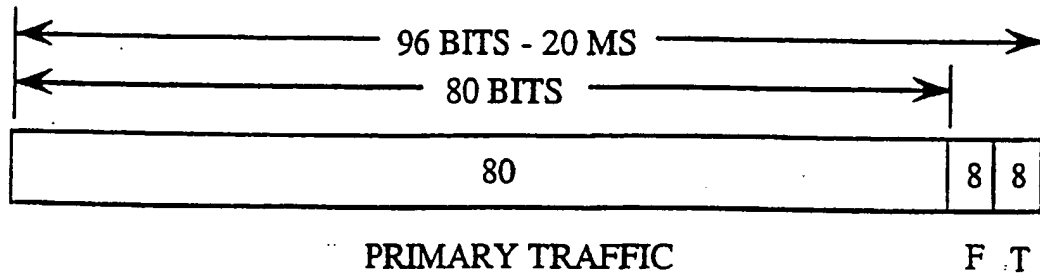 96 BITS - 20 MS
80 BITS
80 8 8
PRIMARY TRAFFIC F T